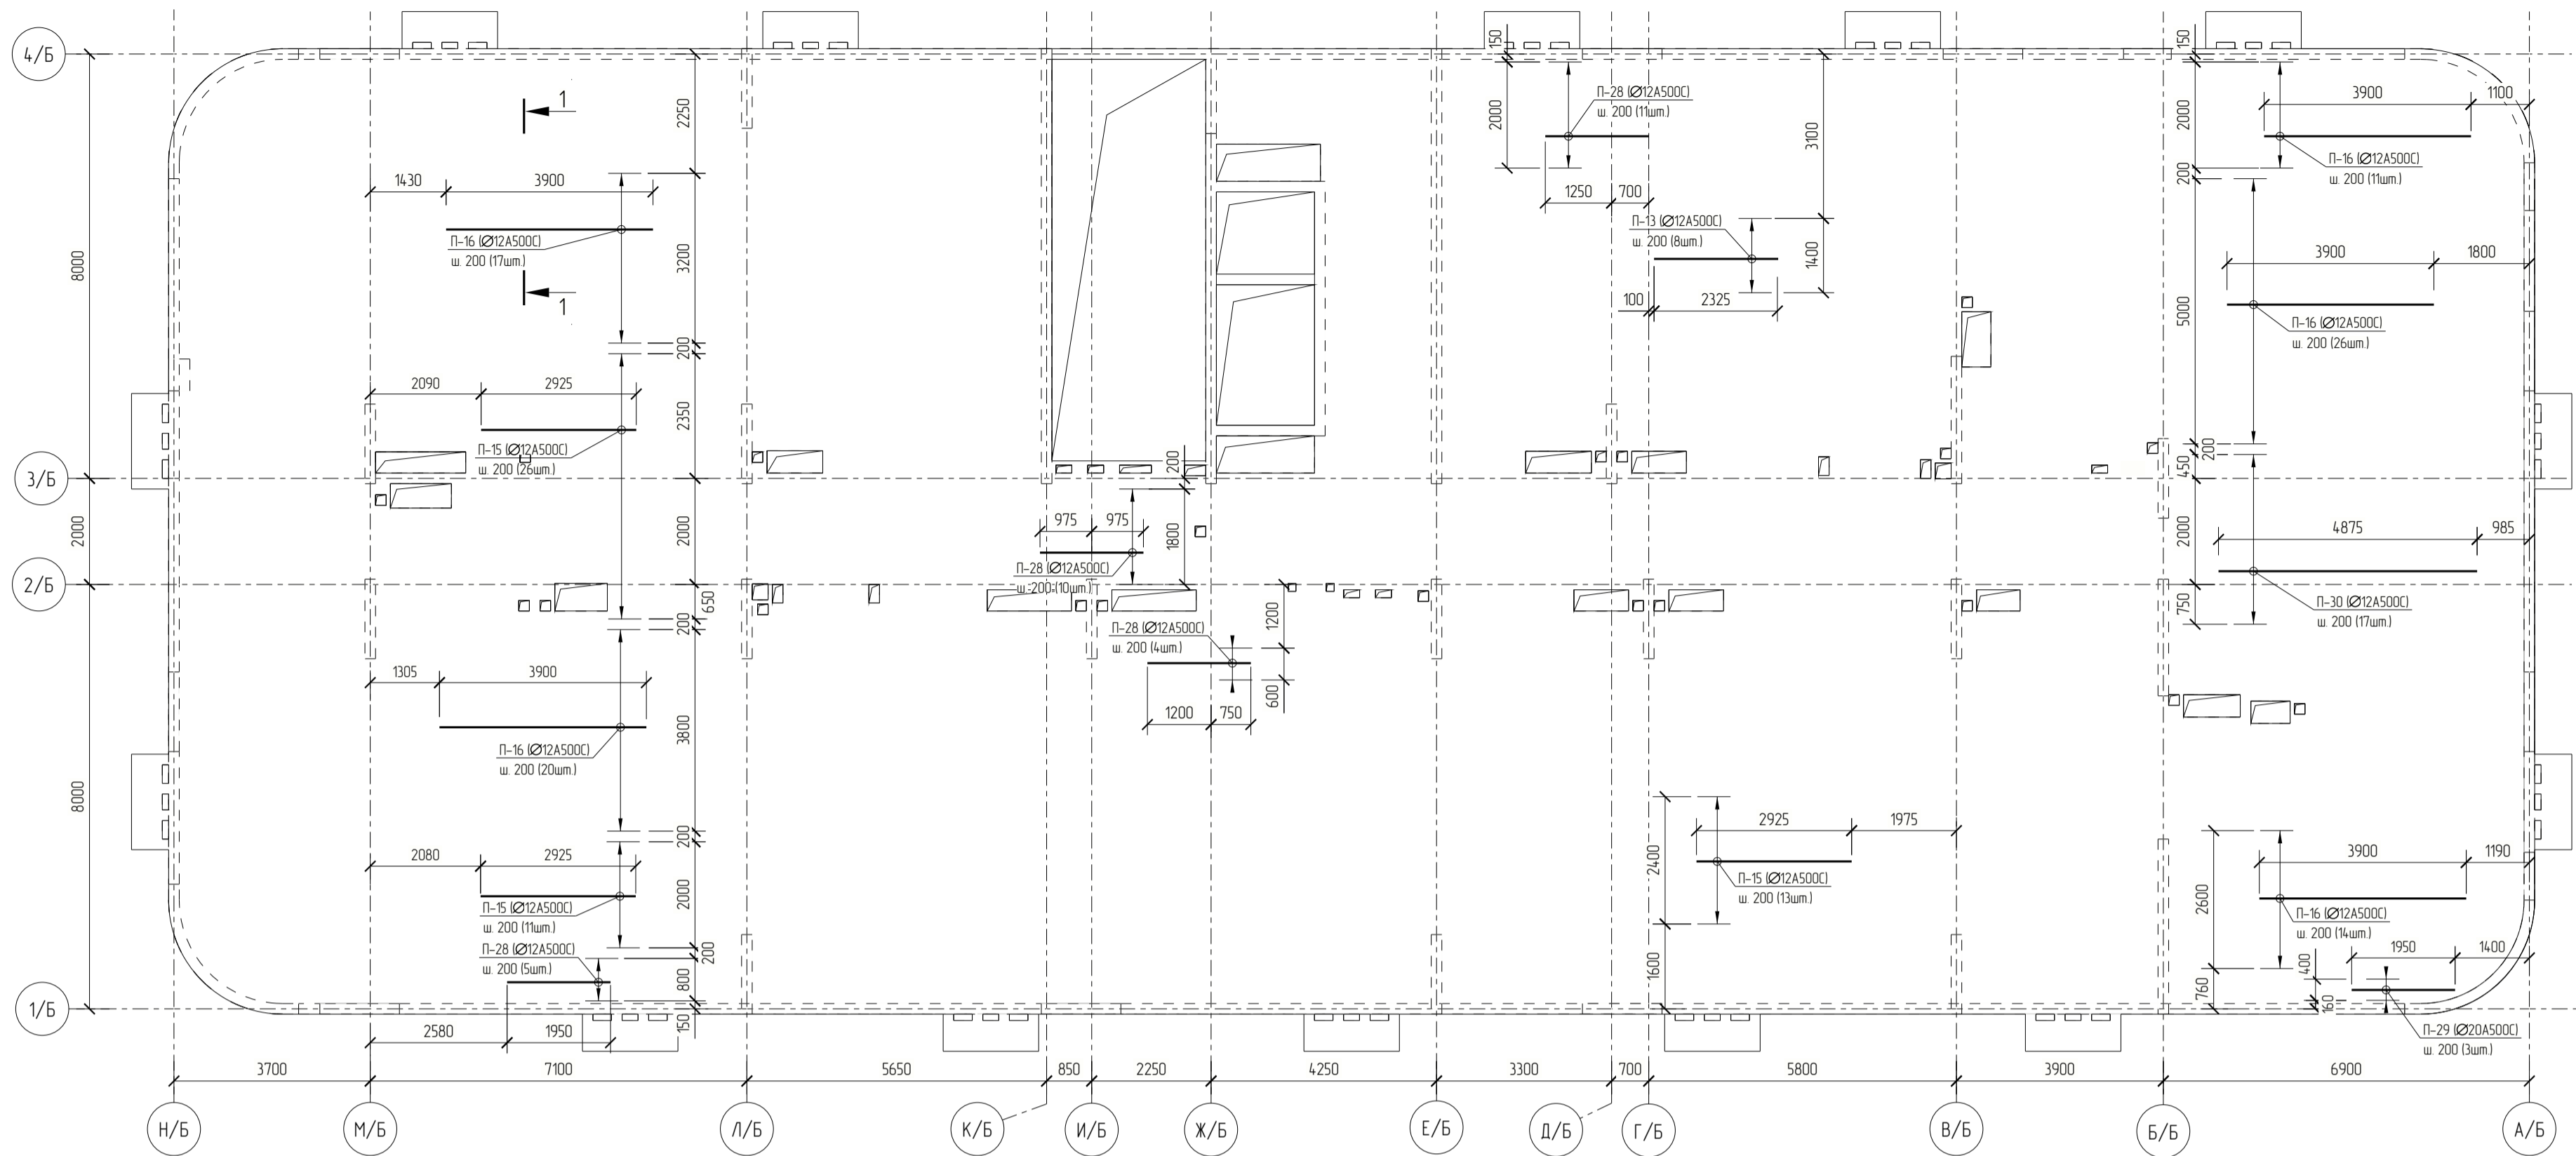 4/Б
3/Б
2/Б
1/Б
8000
2000
8000
1
1
1430
3900
П-16 (Ø12А500С)
ш. 200 (17шт.)
2090
2925
П-15 (Ø12А500С)
ш. 200 (26шт.)
1305
3900
П-16 (Ø12А500С)
ш. 200 (20шт.)
2080
2925
П-15 (Ø12А500С)
ш. 200 (11шт.)
П-28 (Ø12А500С)
ш. 200 (5шт.)
2580
1950
2250
3200
200
2350
2000
650
200
3800
200
2000
200
800
150
200
975
975
1800
П-28 (Ø12А500С)
ш. 200 (10шт.)
П-28 (Ø12А500С)
ш. 200 (4шт.)
1200
600
1200
750
150
2000
П-28 (Ø12А500С)
ш. 200 (11шт.)
1250
700
3100
П-13 (Ø12А500С)
ш. 200 (8шт.)
1400
100
2325
2400
1600
2925
1975
П-15 (Ø12А500С)
ш. 200 (13шт.)
150
2000
200
5000
200
450
2000
750
3900
1100
П-16 (Ø12А500С)
ш. 200 (11шт.)
3900
1800
П-16 (Ø12А500С)
ш. 200 (26шт.)
4875
985
П-30 (Ø12А500С)
ш. 200 (17шт.)
2600
760
3900
1190
П-16 (Ø12А500С)
ш. 200 (14шт.)
1950
1400
400
160
П-29 (Ø20А500С)
ш. 200 (3шт.)
3700
7100
5650
850
2250
4250
3300
700
5800
3900
6900
Н/Б
М/Б
Л/Б
К/Б
И/Б
Ж/Б
Е/Б
Д/Б
Г/Б
В/Б
Б/Б
А/Б